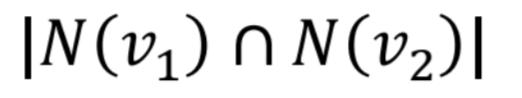 |N(v₁) ∩ N(v₂)|